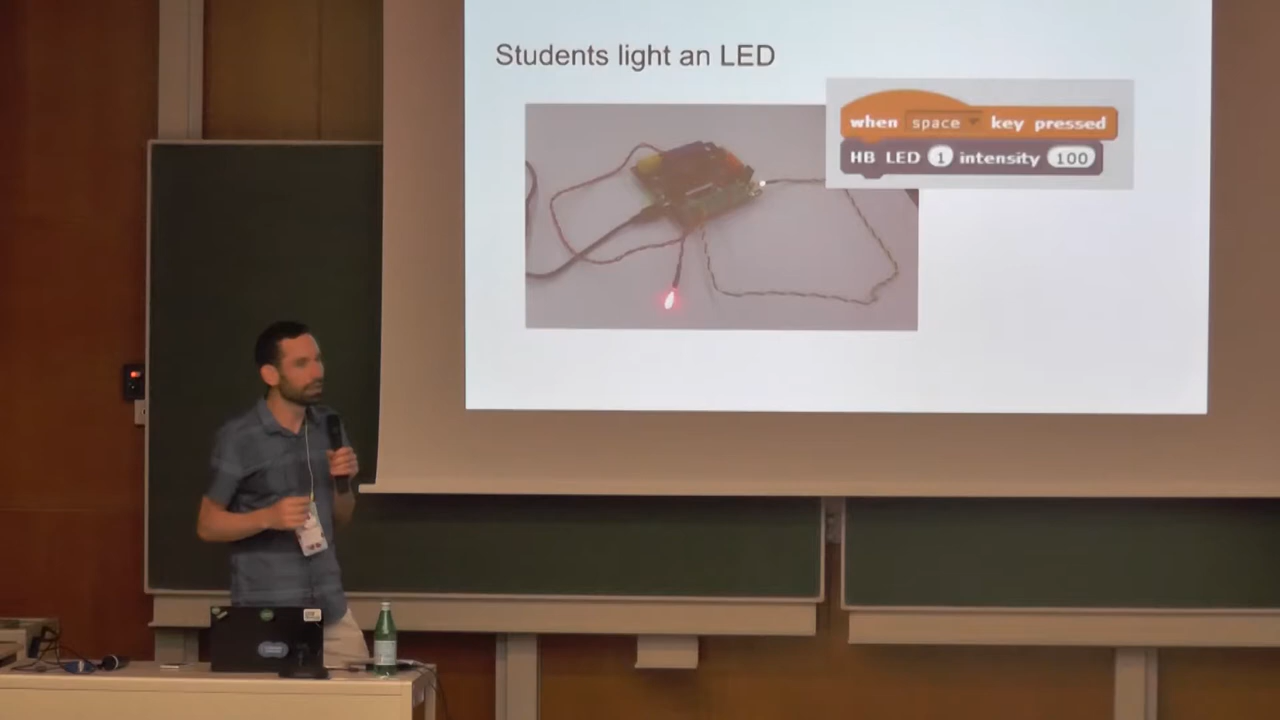 Students light an LED
when space key pressed
HB LED 1 intensity 100